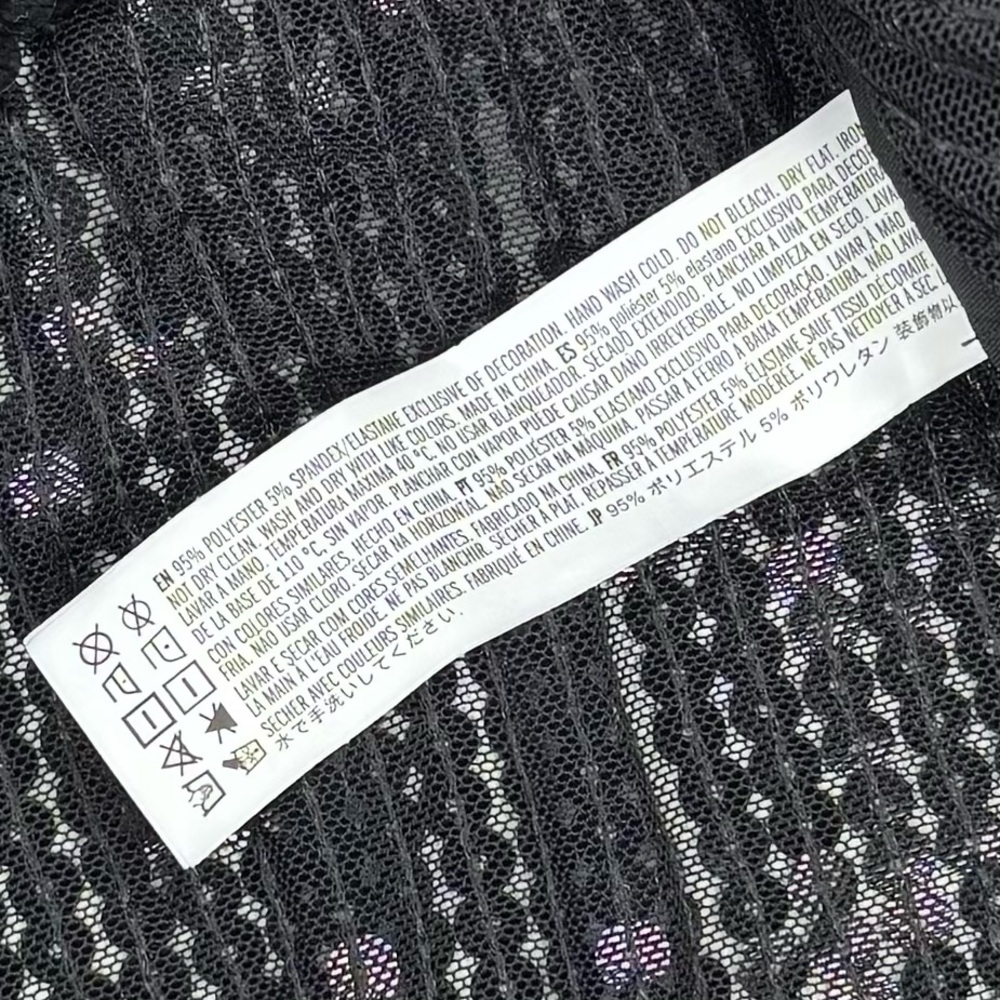 EN 95% POLYESTER 5% SPANDEX/ELASTANE EXCLUSIVE OF DECORATION. HAND WASH COLD. DO NOT BLEACH. DRY FLAT. IRON
NOT DRY CLEAN. WASH AND DRY WITH LIKE COLORS. MADE IN CHINA. ES 95% poliéster 5% elastano EXCLUSIVO PARA DECOR
LAVAR A MANO. TEMPERATURA MÁXIMA 40 °C. NO USAR BLANQUEADOR. SECADO EXTENDIDO. PLANCHAR A UNA TEMPERATURA
DE LA BASE DE 110 °C, SIN VAPOR. PLANCHAR CON VAPOR PUEDE CAUSAR DAÑO IRREVERSIBLE. NO LIMPIEZA EN SECO. LAVA
CON COLORES SIMILARES. HECHO EN CHINA. PT 95% POLIÉSTER 5% ELASTANO EXCLUSIVO PARA DECORAÇÃO. LAVAR À MÃO
FRIA. NÃO USAR CLORO. SECAR NA HORIZONTAL. NÃO SECAR NA MÁQUINA. PASSAR A FERRO A BAIXA TEMPERATURA. NÃO LAVA
LAVAR E SECAR COM CORES SEMELHANTES. FABRICADO NA CHINA. FR 95% POLYESTER 5% ELASTANE SAUF TISSU DÉCORATIF.
LA MAIN À L'EAU FROIDE. NE PAS BLANCHIR. SÉCHER À PLAT. REPASSER À TEMPÉRATURE MODÉRÉE. NE PAS NETTOYER À SEC.
SÉCHER AVEC COULEURS SIMILAIRES. FABRIQUÉ EN CHINE. JP 95% ポリエステル 5% ポリウレタン 装飾物以
水で手洗いしてください.